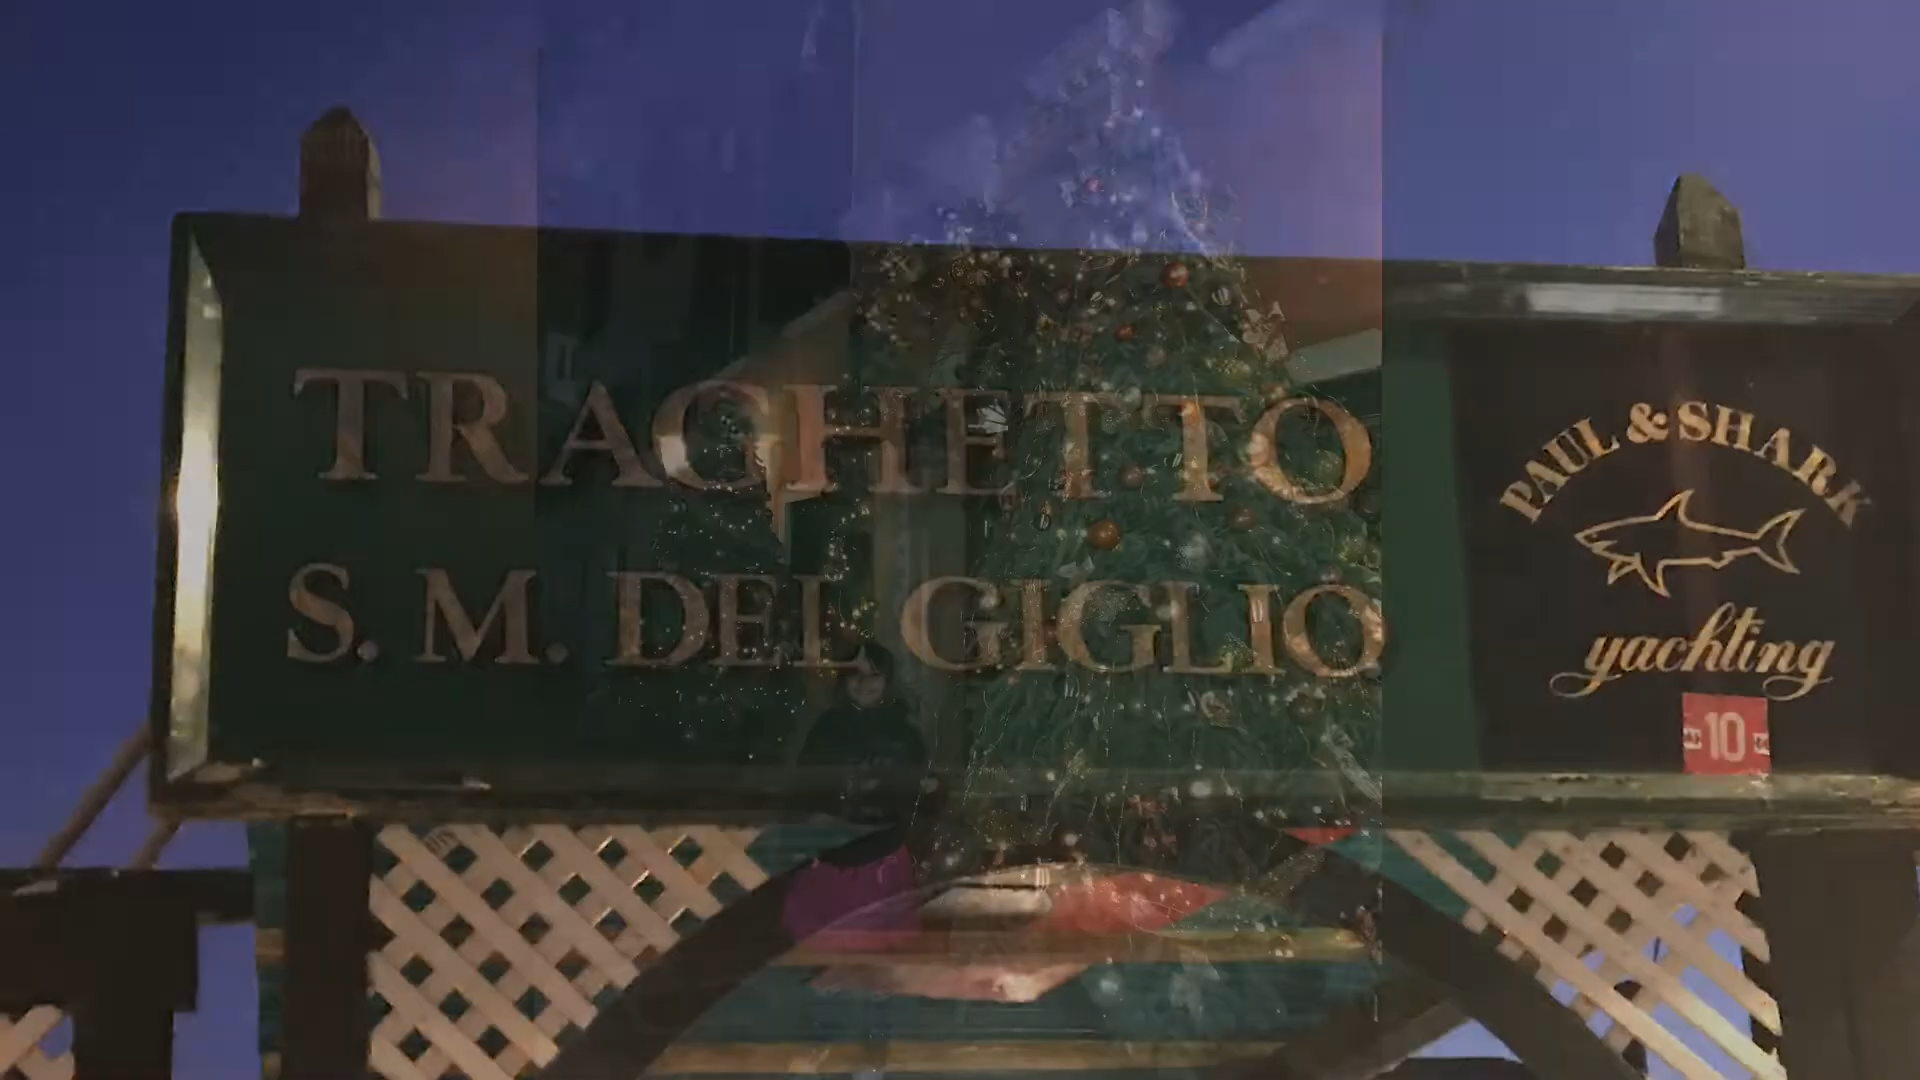 TRAGHETTO
S. M. DEL GIGLIO
PAUL & SHARK
yachting
10